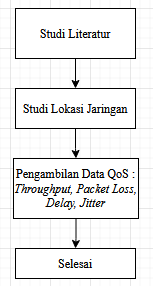 Studi Literatur
Studi Lokasi Jaringan
Pengambilan Data QoS :
Throughput, Packet Loss,
Delay, Jitter
Selesai